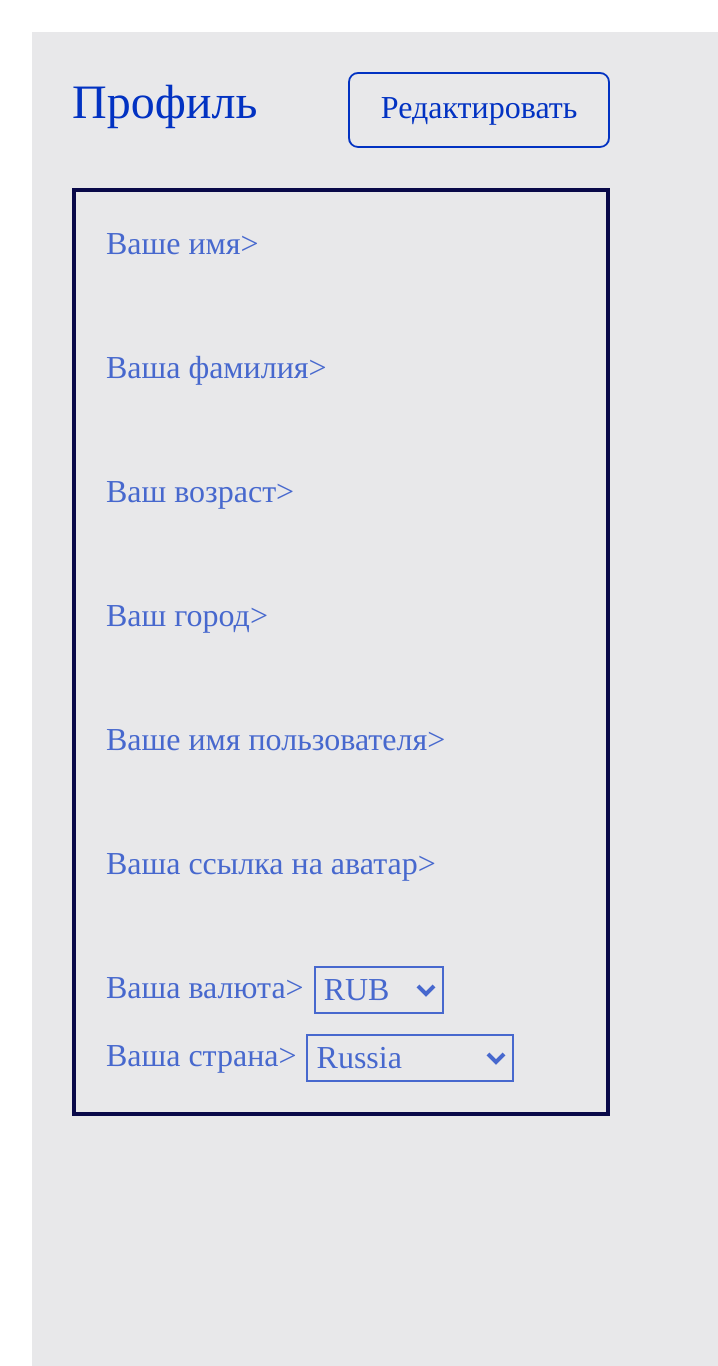 Профиль
Редактировать
Ваше имя>
Ваша фамилия>
Ваш возраст>
Ваш город>
Ваше имя пользователя>
Ваша ссылка на аватар>
Ваша валюта> RUB
Ваша страна> Russia